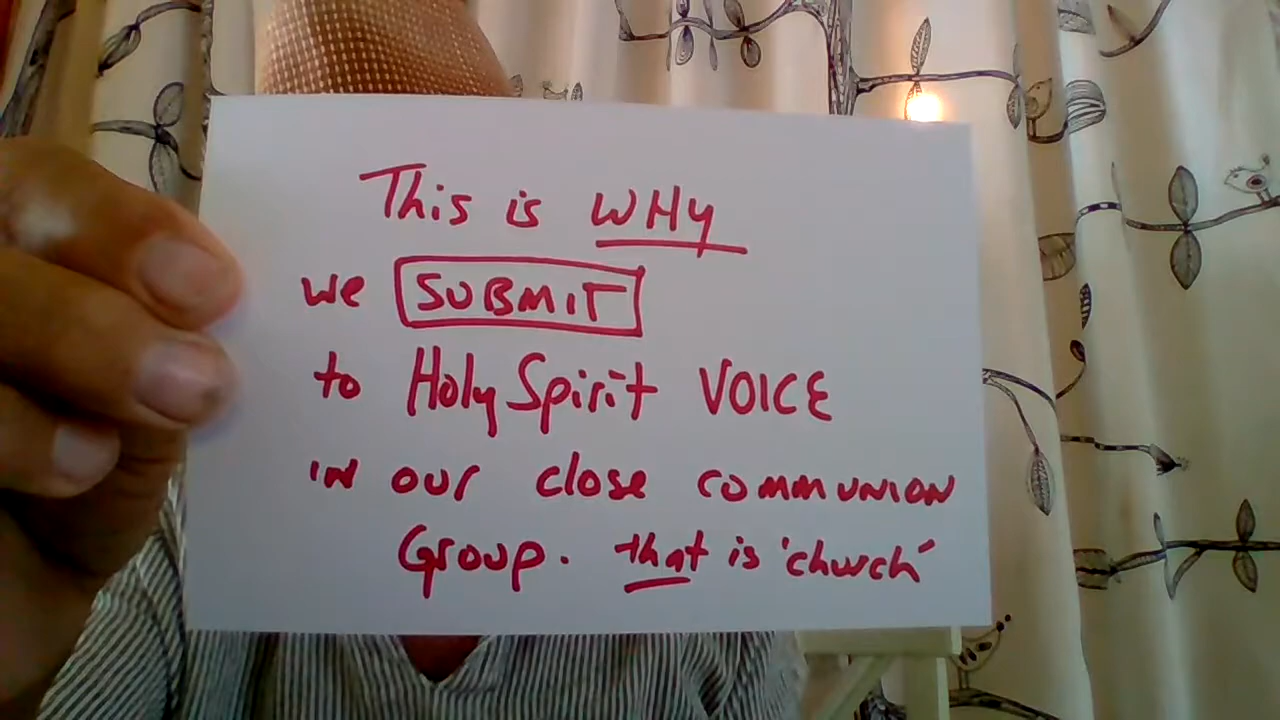 This is WHY
we SUBMIT
to Holy Spirit VOICE
in our close communion
Group. that is 'church'